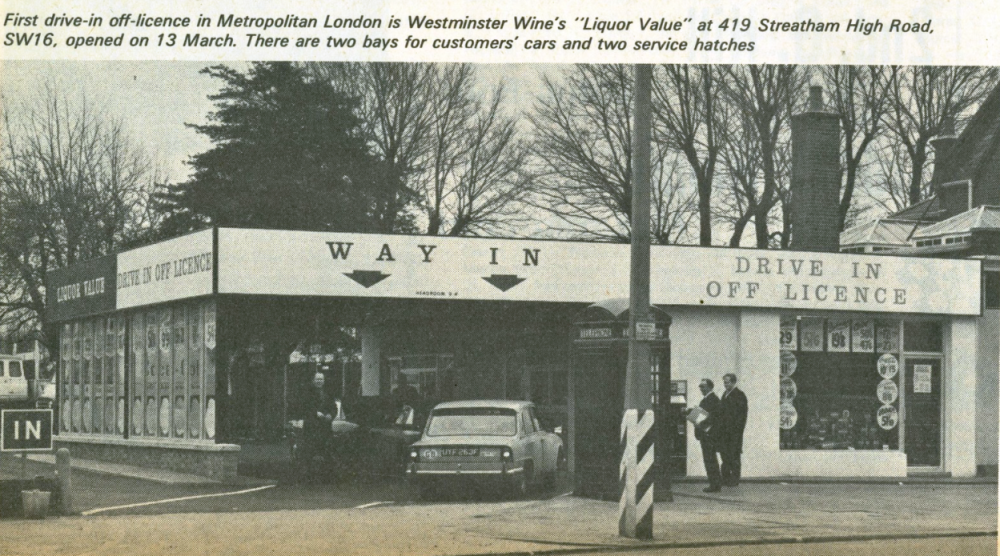 First drive-in off-licence in Metropolitan London is Westminster Wine's "Liquor Value" at 419 Streatham High Road,
SW16, opened on 13 March. There are two bays for customers' cars and two service hatches
WAY IN
DRIVE IN
OFF LICENCE
LIQUOR VALUE
DRIVE IN OFF LICENCE
TELEPHONE
IN